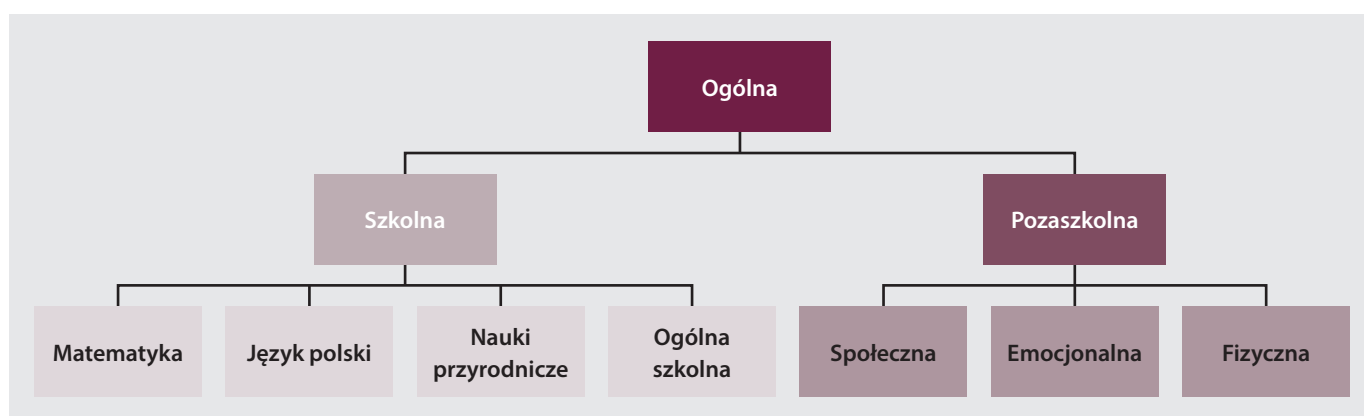 Ogólna
Szkolna
Pozaszkolna
Matematyka
Język polski
Nauki
przyrodnicze
Ogólna
szkolna
Społeczna
Emocjonalna
Fizyczna